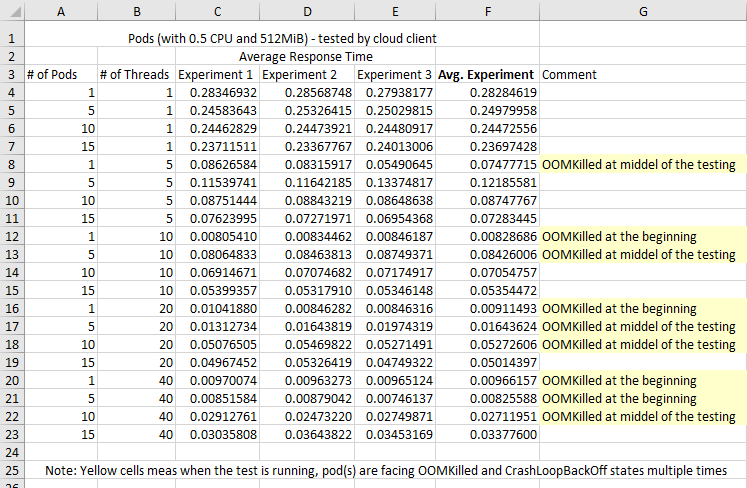 A B C D E F G
1 Pods (with 0.5 CPU and 512MiB) - tested by cloud client
2 Average Response Time
3 # of Pods # of Threads Experiment 1 Experiment 2 Experiment 3 Avg. Experiment Comment
4 1 1 0.28346932 0.28568748 0.27938177 0.28284619
5 5 1 0.24583643 0.25326415 0.25029815 0.24979958
6 10 1 0.24462829 0.24473921 0.24480917 0.24472556
7 15 1 0.23711511 0.23367767 0.24013006 0.23697428
8 1 5 0.08626584 0.08315917 0.05490645 0.07477715 OOMKilled at middel of the testing
9 5 5 0.11539741 0.11642185 0.13374817 0.12185581
10 10 5 0.08751444 0.08843219 0.08648638 0.08747767
11 15 5 0.07623995 0.07271971 0.06954368 0.07283445
12 1 10 0.00805410 0.00834462 0.00846187 0.00828686 OOMKilled at the beginning
13 5 10 0.08064833 0.08463813 0.08749371 0.08426006 OOMKilled at middel of the testing
14 10 10 0.06914671 0.07074682 0.07174917 0.07054757
15 15 10 0.05399357 0.05317910 0.05346148 0.05354472
16 1 20 0.01041880 0.00846282 0.00846316 0.00911493 OOMKilled at the beginning
17 5 20 0.01312734 0.01643819 0.01974319 0.01643624 OOMKilled at middel of the testing
18 10 20 0.05076505 0.05469822 0.05271491 0.05272606 OOMKilled at middel of the testing
19 15 20 0.04967452 0.05326419 0.04749322 0.05014397
20 1 40 0.00970074 0.00963273 0.00965124 0.00966157 OOMKilled at the beginning
21 5 40 0.00851584 0.00879042 0.00746137 0.00825588 OOMKilled at the beginning
22 10 40 0.02912761 0.02473220 0.02749871 0.02711951 OOMKilled at middel of the testing
23 15 40 0.03035808 0.03643822 0.03453169 0.03377600
24
25 Note: Yellow cells meas when the test is running, pod(s) are facing OOMKilled and CrashLoopBackOff states multiple times
26